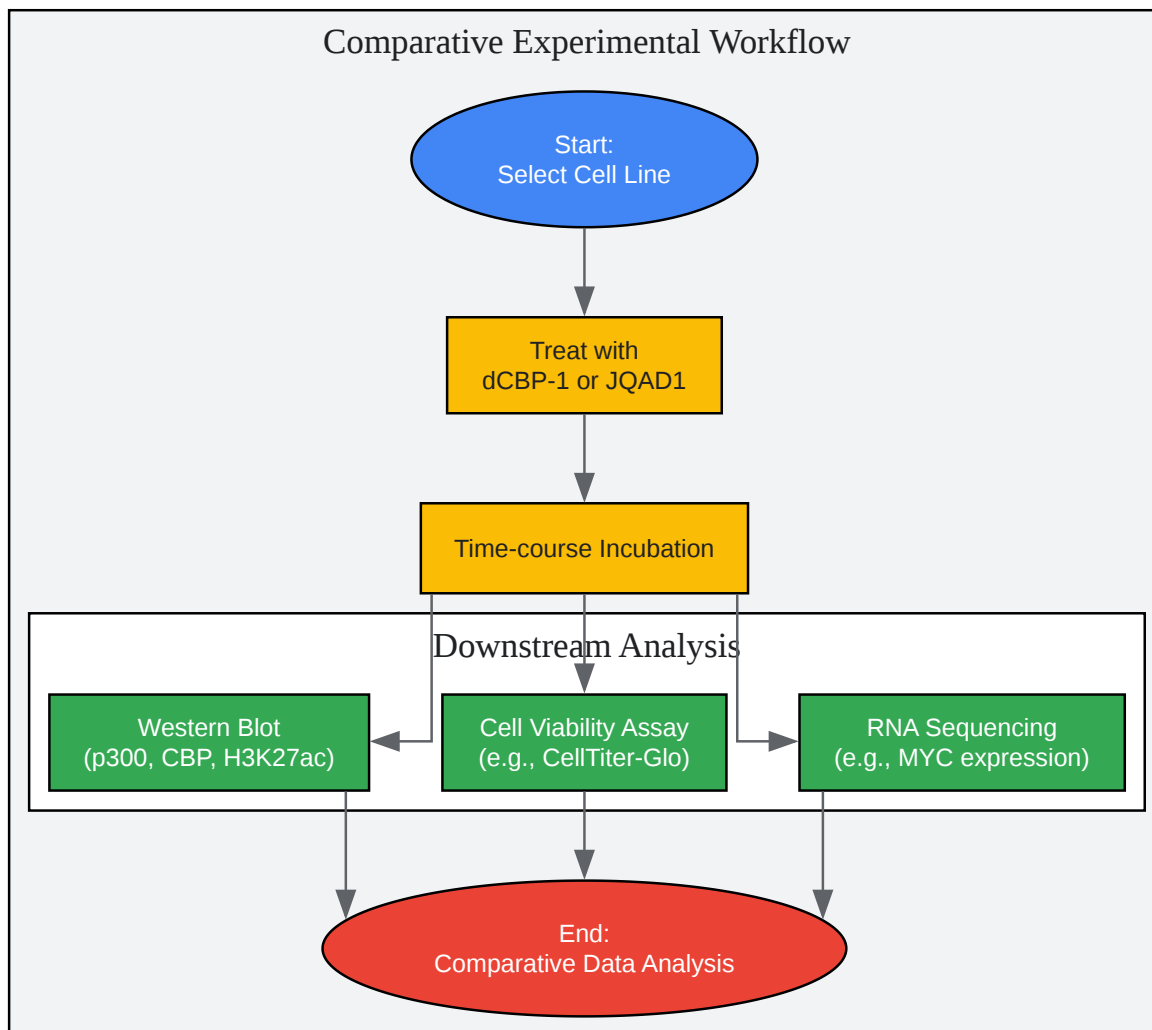 Comparative Experimental Workflow
Start:
Select Cell Line
Treat with
dCBP-1 or JQAD1
Time-course Incubation
Downstream Analysis
Western Blot
(p300, CBP, H3K27ac)
Cell Viability Assay
(e.g., CellTiter-Glo)
RNA Sequencing
(e.g., MYC expression)
End:
Comparative Data Analysis